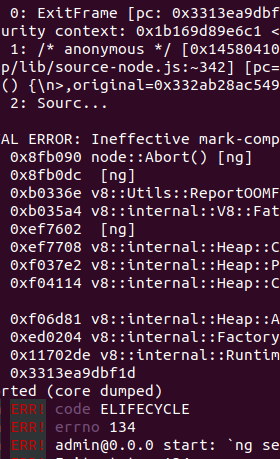 0: ExitFrame [pc: 0x3313ea9dbf
urity context: 0x1b169d89e6c1 <
1: /* anonymous */ [0x14580410
p/lib/source-node.js:~342] [pc=
() {\n>,original=0x332ab28ac549
2: Sourc...
AL ERROR: Ineffective mark-comp
0x8fb090 node::Abort() [ng]
0x8fb0dc  [ng]
0xb0336e v8::Utils::ReportOOMF
0xb035a4 v8::internal::V8::Fat
0xef7602  [ng]
0xef7708 v8::internal::Heap::C
0xf037e2 v8::internal::Heap::P
0xf04114 v8::internal::Heap::C
0xf06d81 v8::internal::Heap::A
0xed0204 v8::internal::Factory
0x11702de v8::internal::Runtim
0x3313ea9dbf1d
rted (core dumped)
ERR! code ELIFECYCLE
ERR! errno 134
ERR! admin@0.0.0 start: `ng se